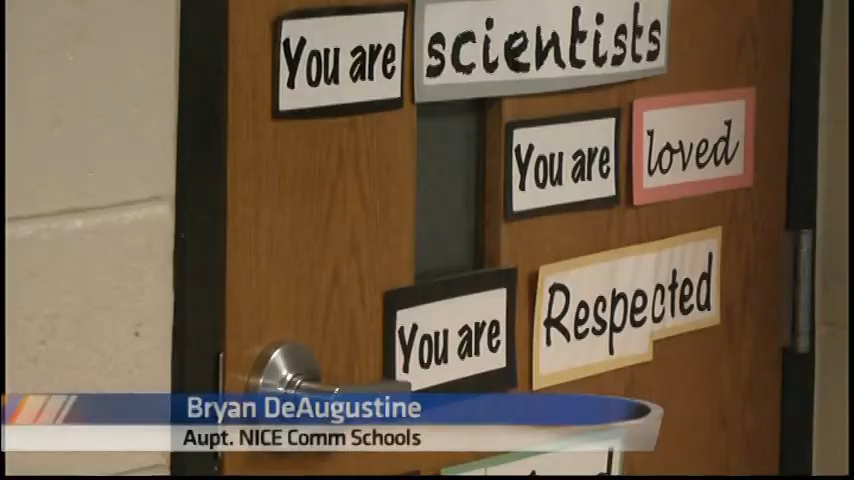 You are scientists
You are loved
You are Respected
Bryan DeAugustine
Aupt. NICE Comm Schools